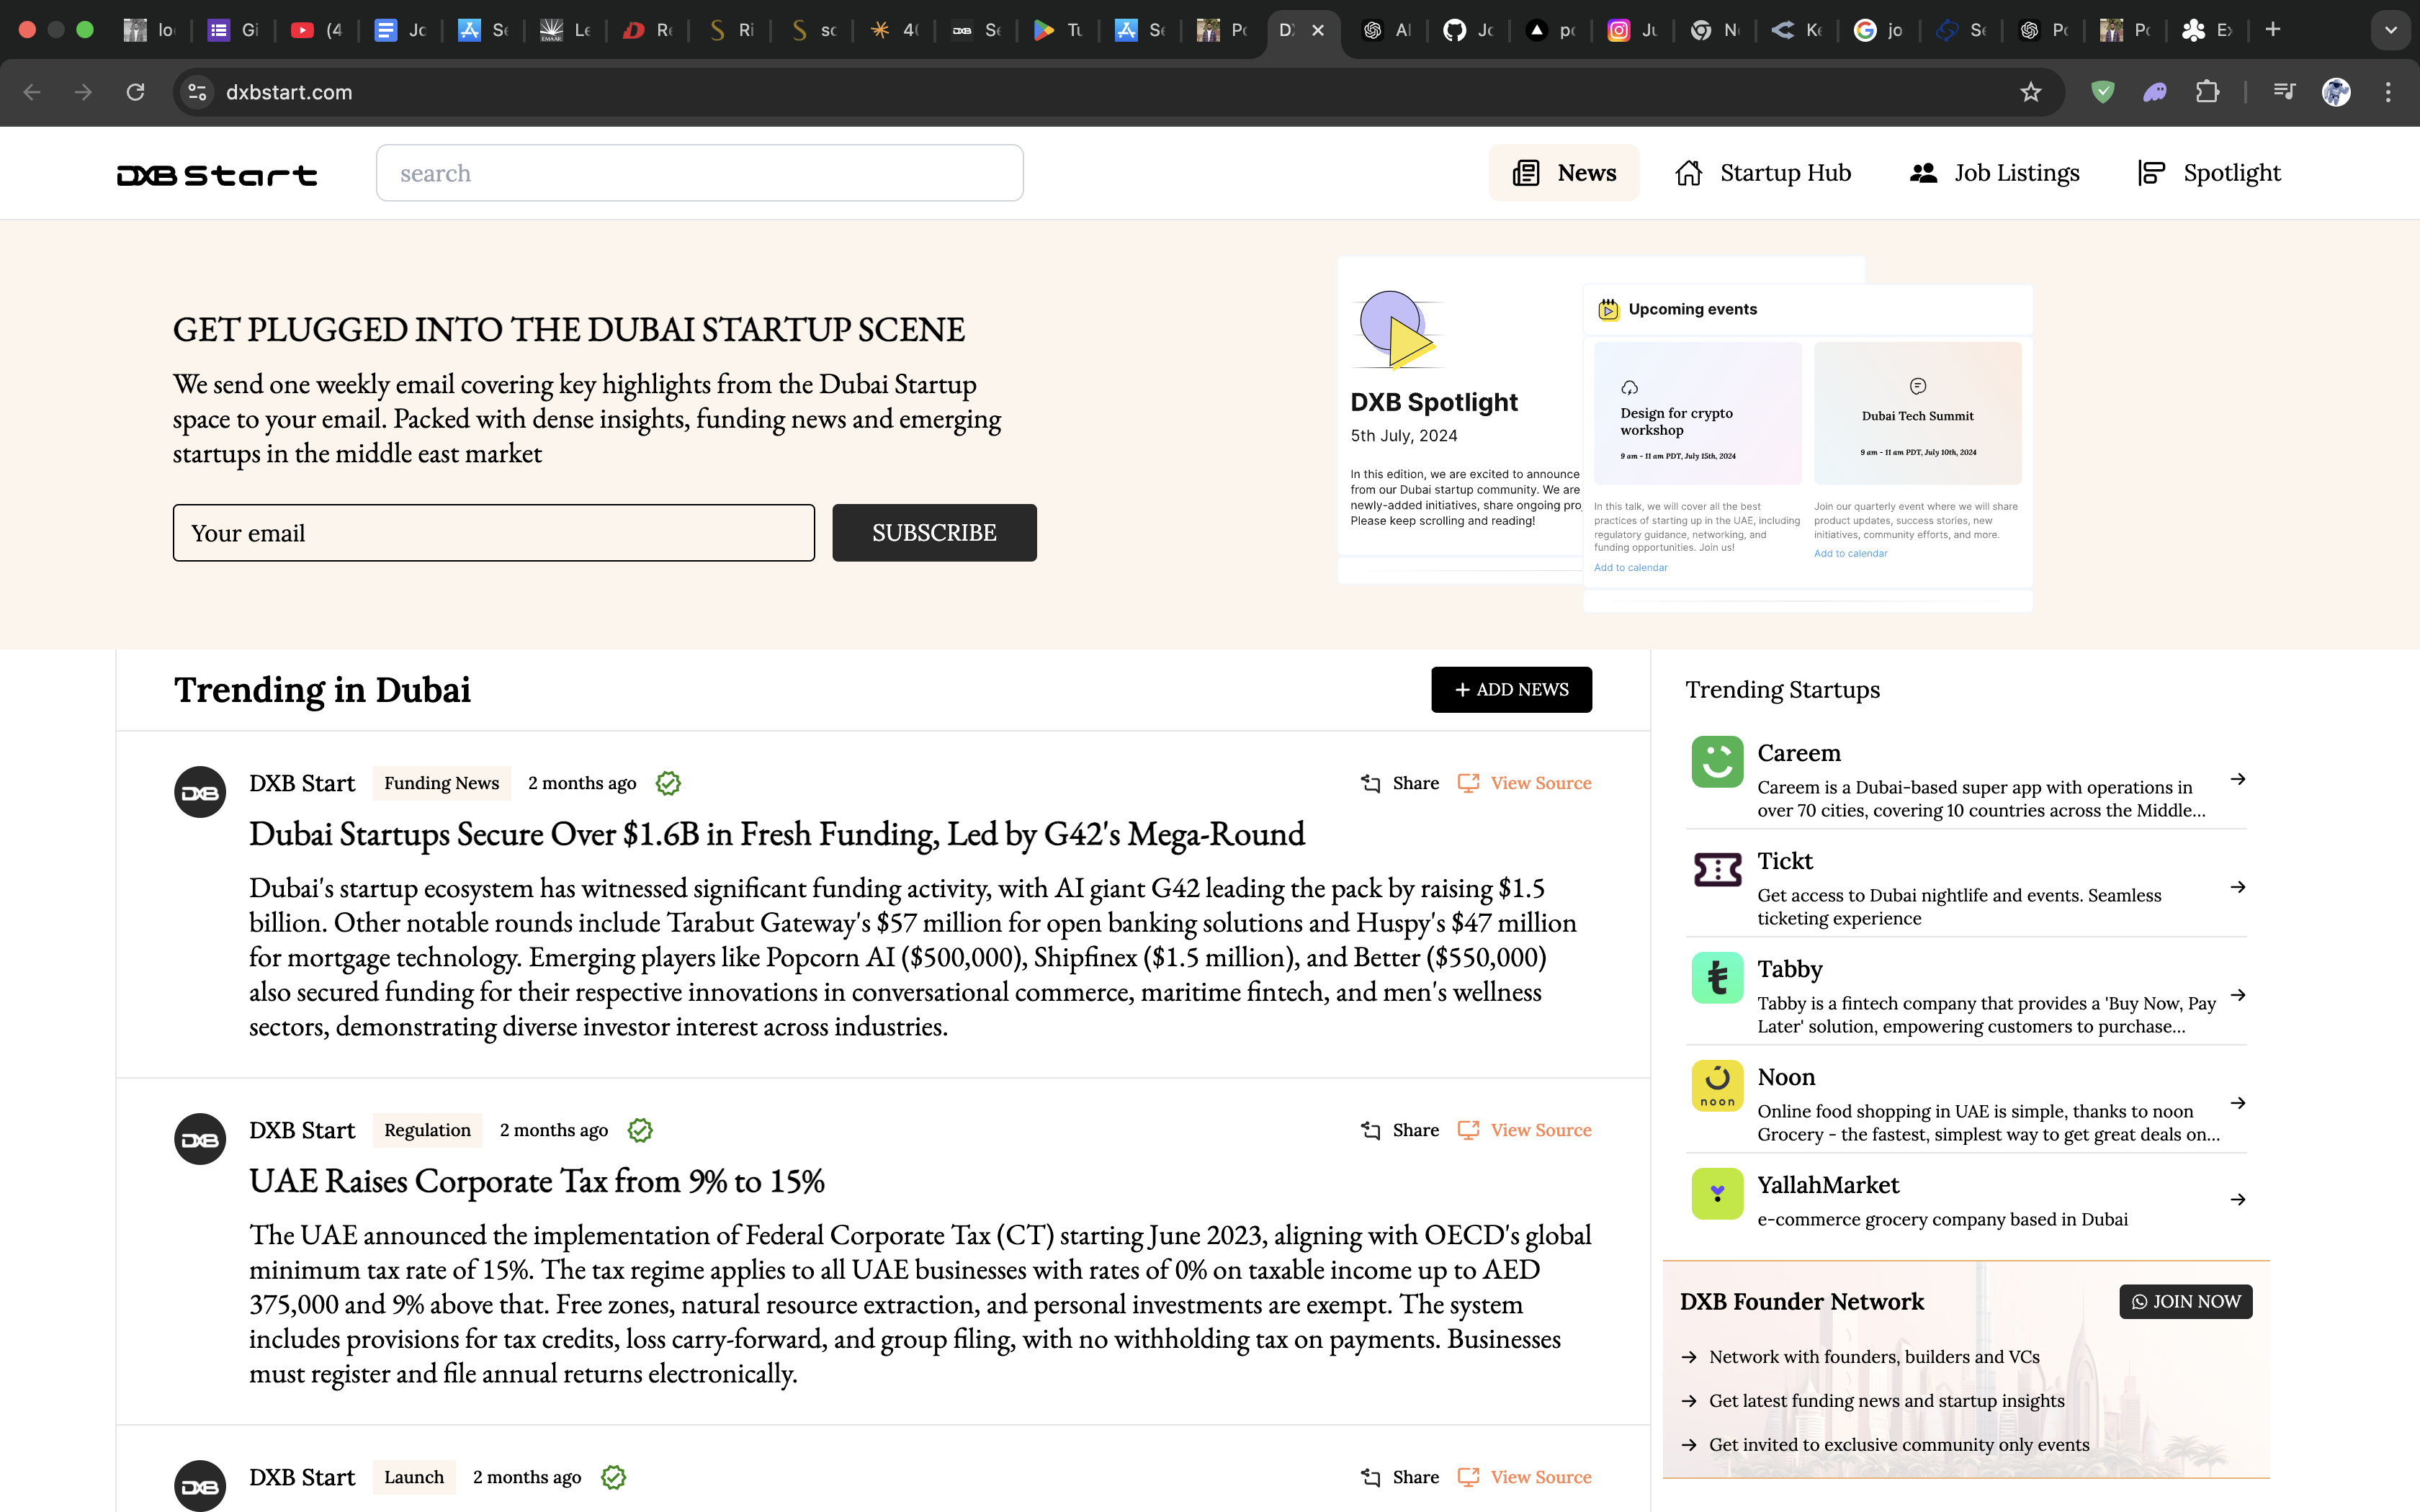 lo
Gi
(4
Jo
Se
Le
Re
Ri
sc
4(
Se
Tu
Se
Po
D
AI
Jo
po
Ju
N
Ke
jo
Se
Po
Po
Ex
dxbstart.com
DXB Start
search
News
Startup Hub
Job Listings
Spotlight
GET PLUGGED INTO THE DUBAI STARTUP SCENE
We send one weekly email covering key highlights from the Dubai Startup
space to your email. Packed with dense insights, funding news and emerging
startups in the middle east market
Your email
SUBSCRIBE
DXB Spotlight
5th July, 2024
In this edition, we are excited to announce
from our Dubai startup community. We are
newly-added initiatives, share ongoing pro
Please keep scrolling and reading!
Upcoming events
Design for crypto
workshop
9 am - 11 am PDT, July 15th, 2024
In this talk, we will cover all the best
practices of starting up in the UAE, including
regulatory guidance, networking, and
funding opportunities. Join us!
Add to calendar
Dubai Tech Summit
9 am - 11 am PDT, July 10th, 2024
Join our quarterly event where we will share
product updates, success stories, new
initiatives, community efforts, and more.
Add to calendar
Trending in Dubai
+ ADD NEWS
DXB
DXB Start
Funding News
2 months ago
Share
View Source
Dubai Startups Secure Over $1.6B in Fresh Funding, Led by G42's Mega-Round
Dubai's startup ecosystem has witnessed significant funding activity, with AI giant G42 leading the pack by raising $1.5
billion. Other notable rounds include Tarabut Gateway's $57 million for open banking solutions and Huspy's $47 million
for mortgage technology. Emerging players like Popcorn AI ($500,000), Shipfinex ($1.5 million), and Better ($550,000)
also secured funding for their respective innovations in conversational commerce, maritime fintech, and men's wellness
sectors, demonstrating diverse investor interest across industries.
DXB
DXB Start
Regulation
2 months ago
Share
View Source
UAE Raises Corporate Tax from 9% to 15%
The UAE announced the implementation of Federal Corporate Tax (CT) starting June 2023, aligning with OECD's global
minimum tax rate of 15%. The tax regime applies to all UAE businesses with rates of 0% on taxable income up to AED
375,000 and 9% above that. Free zones, natural resource extraction, and personal investments are exempt. The system
includes provisions for tax credits, loss carry-forward, and group filing, with no withholding tax on payments. Businesses
must register and file annual returns electronically.
DXB
DXB Start
Launch
2 months ago
Share
View Source
Trending Startups
Careem
Careem is a Dubai-based super app with operations in
over 70 cities, covering 10 countries across the Middle...
Tickt
Get access to Dubai nightlife and events. Seamless
ticketing experience
Tabby
Tabby is a fintech company that provides a 'Buy Now, Pay
Later' solution, empowering customers to purchase...
noon
Noon
Online food shopping in UAE is simple, thanks to noon
Grocery - the fastest, simplest way to get great deals on...
YallahMarket
e-commerce grocery company based in Dubai
DXB Founder Network
JOIN NOW
Network with founders, builders and VCs
Get latest funding news and startup insights
Get invited to exclusive community only events